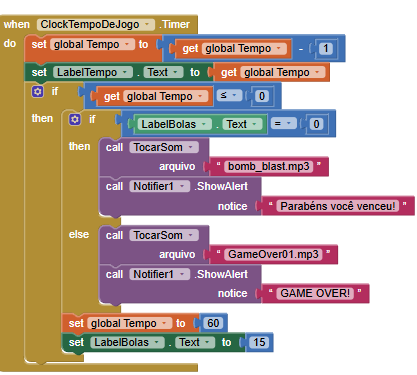 when ClockTempoDeJogo .Timer
do set global Tempo to get global Tempo - 1
set LabelTempo . Text to get global Tempo
if get global Tempo ≤ 0
then if LabelBolas . Text = 0
then call TocarSom
arquivo " bomb_blast.mp3 "
call Notifier1 .ShowAlert
notice " Parabéns você venceu! "
else call TocarSom
arquivo " GameOver01.mp3 "
call Notifier1 .ShowAlert
notice " GAME OVER! "
set global Tempo to 60
set LabelBolas . Text to 15